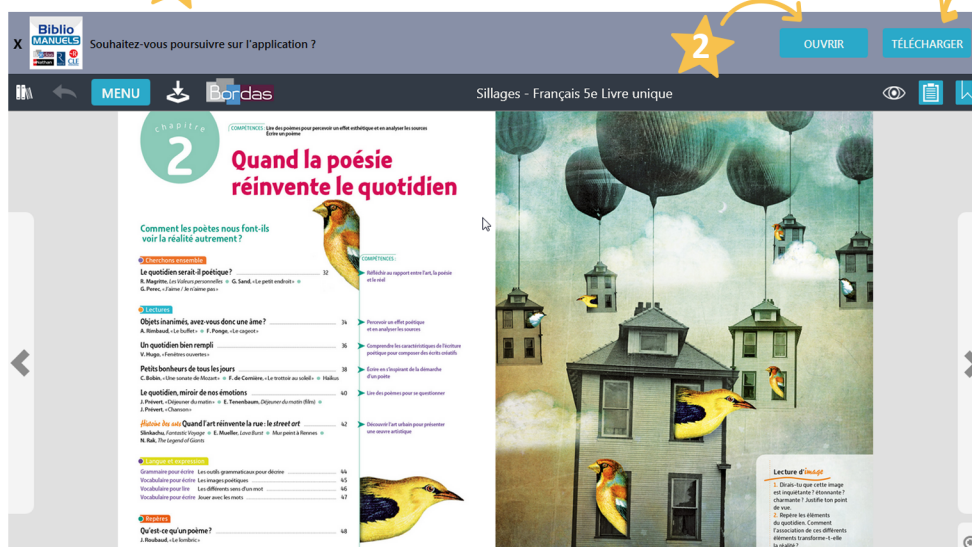 2
Biblio
MANUELS
Nathan
CLE
X
Souhaitez-vous poursuivre sur l'application ?
OUVRIR
TÉLÉCHARGER
MENU
Bordas
Sillages - Français 5e Livre unique
chapitre
2
COMPÉTENCES : Lire des poèmes pour percevoir un effet esthétique et en analyser les sources
Écrire un poème
Quand la poésie
réinvente le quotidien
Comment les poètes nous font-ils
voir la réalité autrement ?
Cherchons ensemble
COMPÉTENCES :
Le quotidien serait-il poétique ? 32
R. Magritte, Les Valeurs personnelles G. Sand, « Le petit endroit »
G. Perec, « J'aime / Je n'aime pas »
Réfléchir au rapport entre l'art, la poésie
et le réel
Lectures
Objets inanimés, avez-vous donc une âme ? 34
A. Rimbaud, « Le buffet » F. Ponge, « Le cageot »
Percevoir un effet poétique
et en analyser les sources
Un quotidien bien rempli 36
V. Hugo, « Fenêtres ouvertes »
Comprendre les caractéristiques de l'écriture
poétique pour composer des écrits créatifs
Petits bonheurs de tous les jours 38
C. Bobin, « Une sonate de Mozart » F. de Cornière, « Le trottoir au soleil » Haïkus
Écrire en s'inspirant de la démarche
d'un poète
Le quotidien, miroir de nos émotions 40
J. Prévert, « Déjeuner du matin » E. Tenenbaum, Déjeuner du matin (film)
J. Prévert, « Chanson »
Lire des poèmes pour se questionner
Histoire des arts Quand l'art réinvente la rue : le street art 42
Slinkachu, Fantastic Voyage E. Mueller, Lava Burst Mur peint à Rennes
N. Rak, The Legend of Giants
Découvrir l'art urbain pour présenter
une œuvre artistique
Langue et expression
Grammaire pour écrire Les outils grammaticaux pour décrire 44
Vocabulaire pour écrire Les images poétiques 45
Vocabulaire pour lire Les différents sens d'un mot 46
Vocabulaire pour écrire Jouer avec les mots 47
Repères
Qu'est-ce qu'un poème ? 48
J. Roubaud, « Le lombric »
Lecture d'image
1. Dirais-tu que cette image
est inquiétante ? étonnante ?
charmante ? Justifie ton point
de vue.
2. Repère les éléments
du quotidien. Comment
l'association de ces différents
éléments transforme-t-elle
la réalité ?